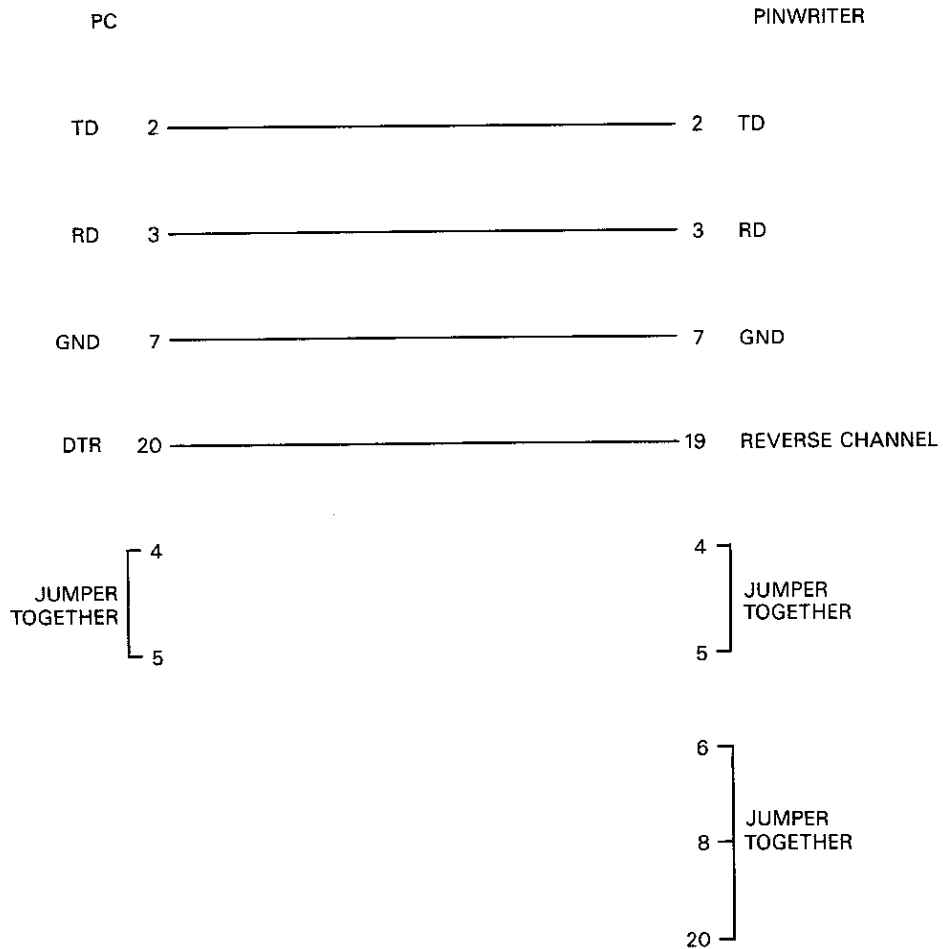 PC PINWRITER
TD 2 2 TD
RD 3 3 RD
GND 7 7 GND
DTR 20 19 REVERSE CHANNEL
4 4
JUMPER TOGETHER JUMPER TOGETHER
5 5
6
JUMPER
8 TOGETHER
20